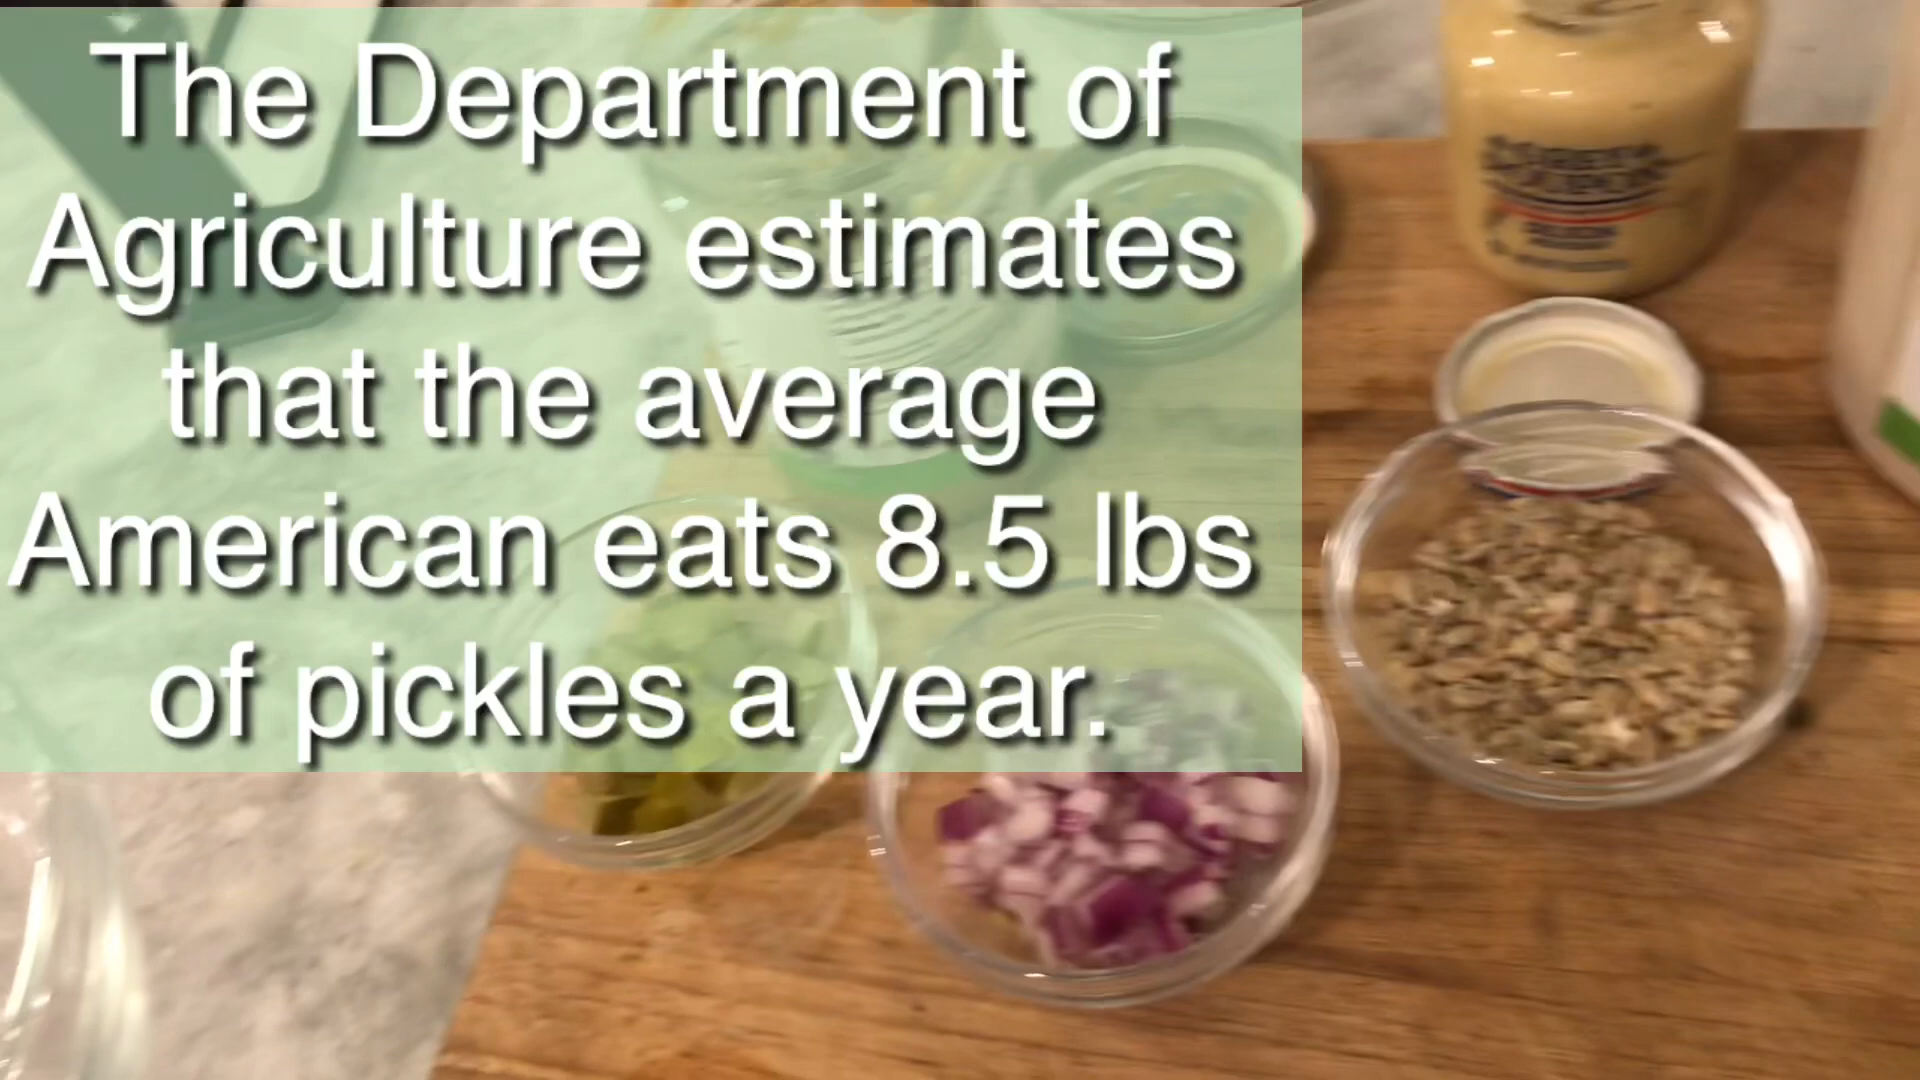 The Department of
Agriculture estimates
that the average
American eats 8.5 lbs
of pickles a year.